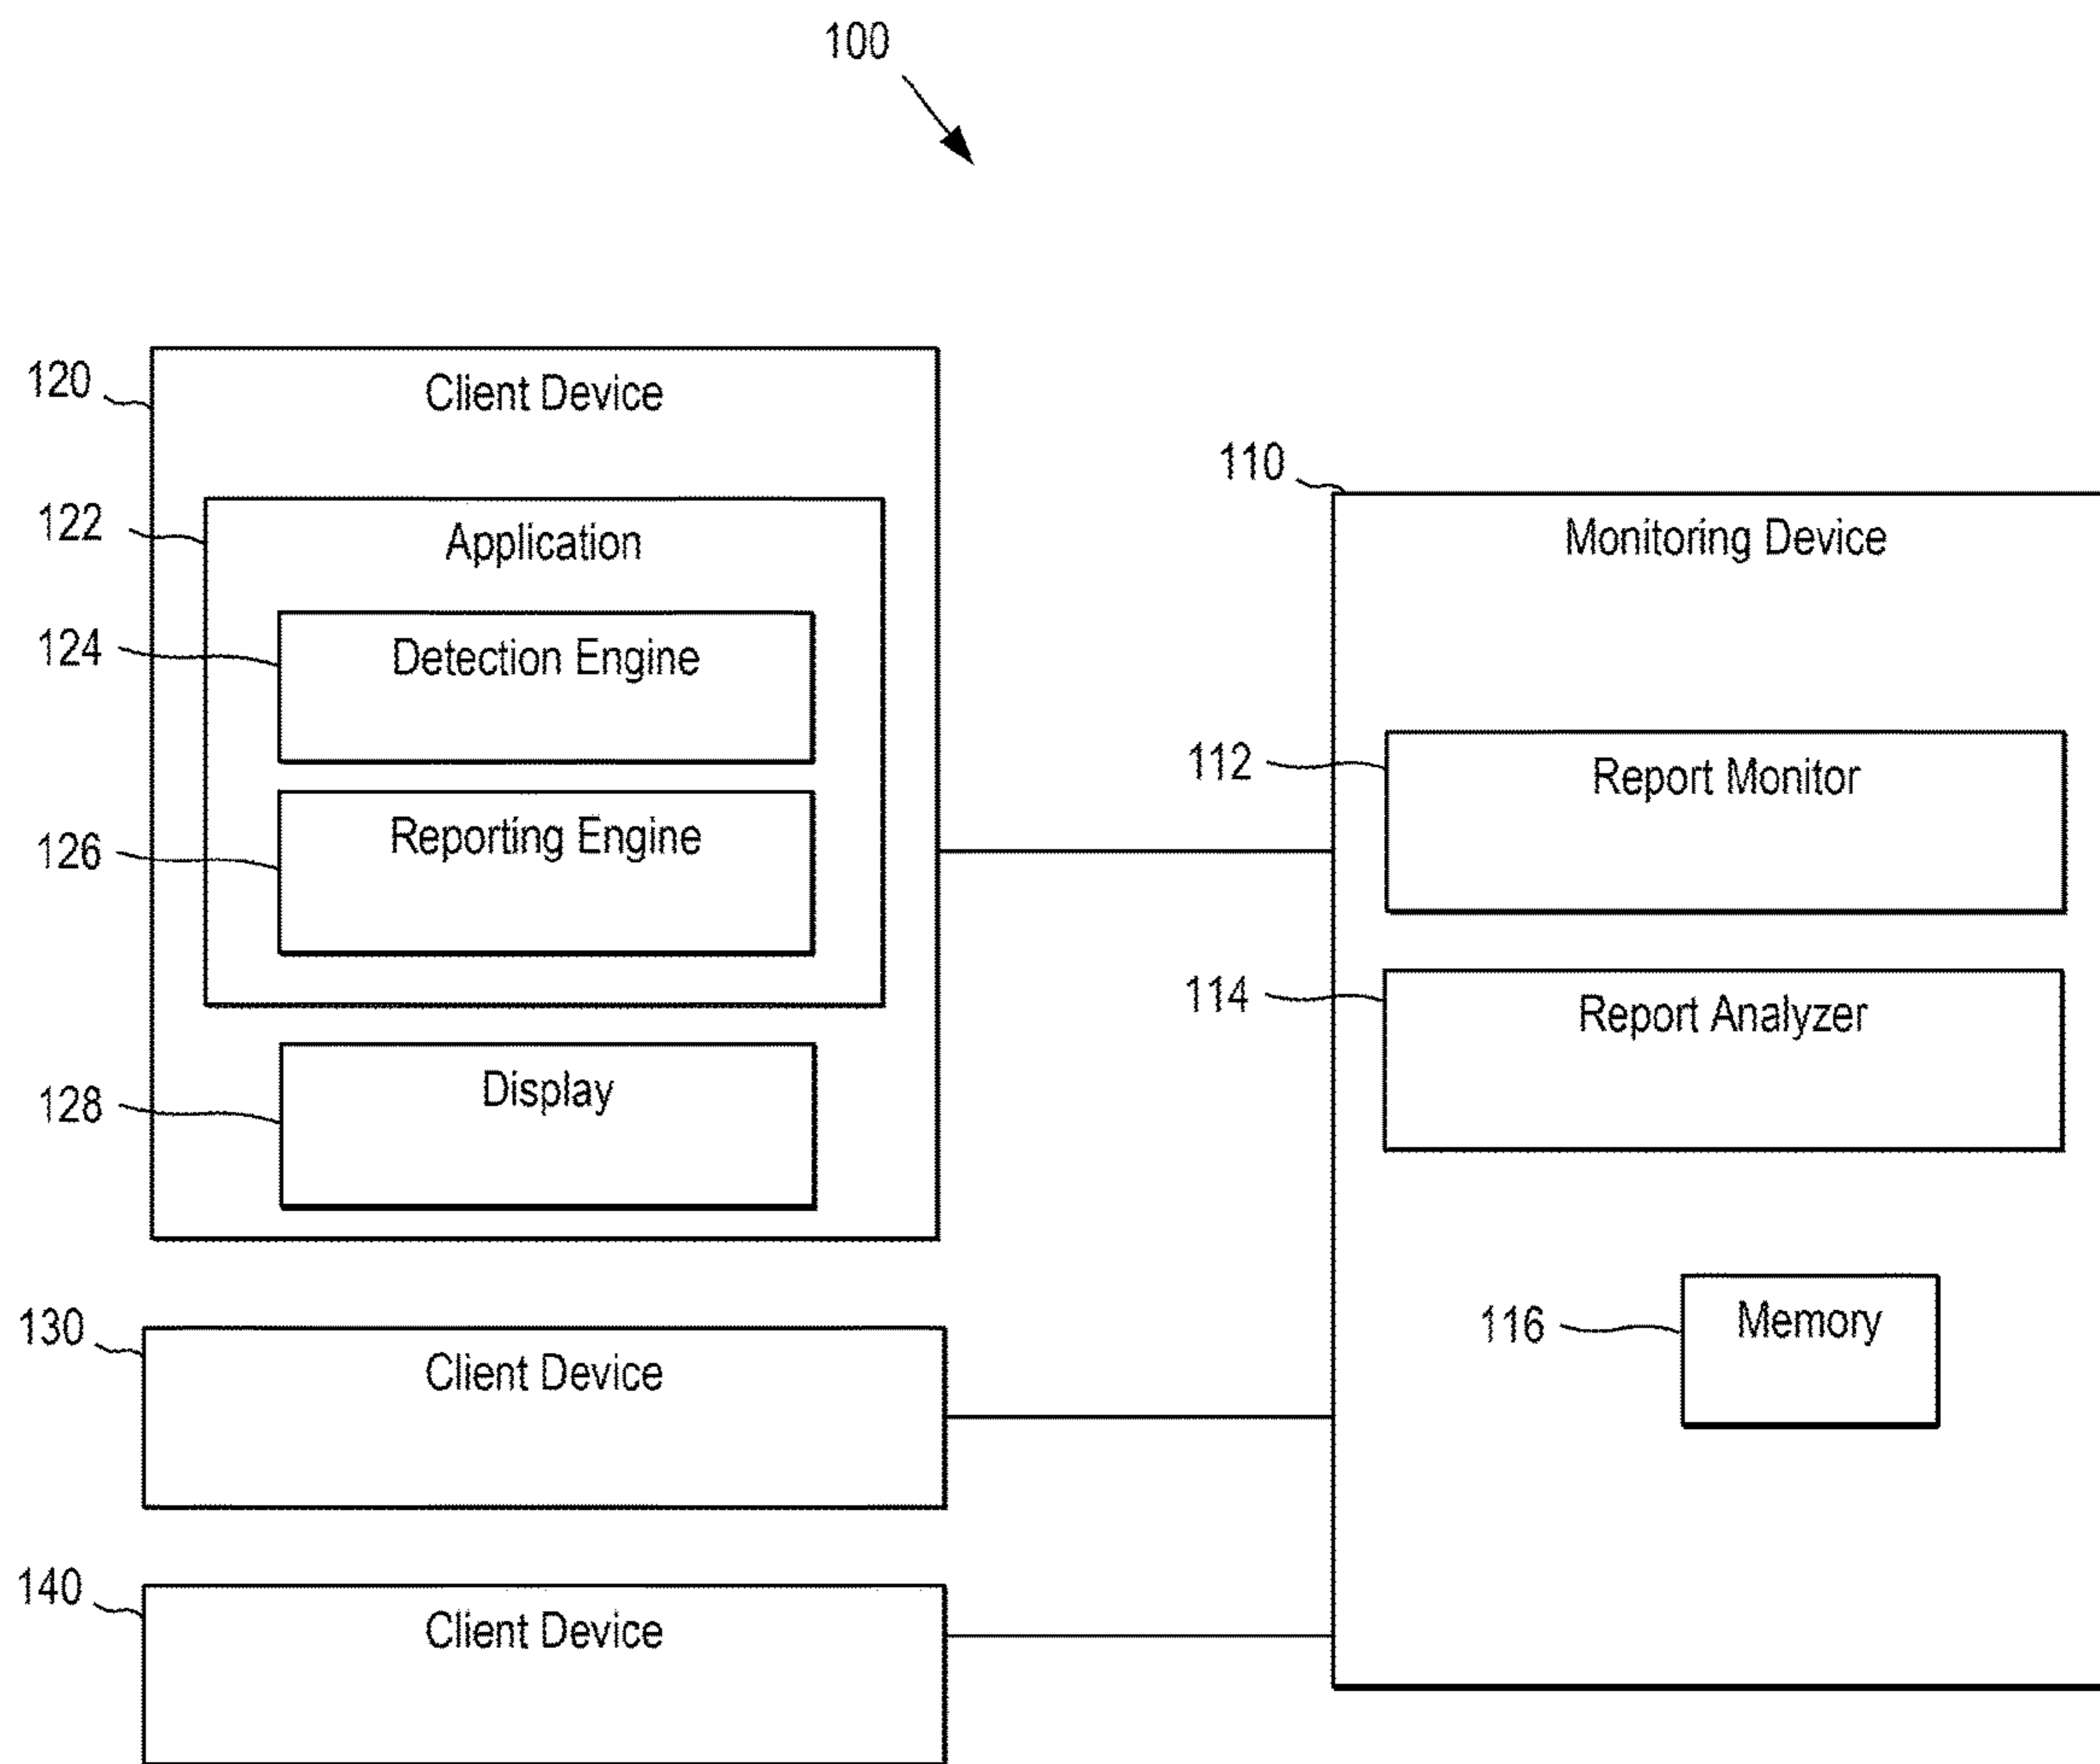 100
120
Client Device
122
Application
124
Detection Engine
126
Reporting Engine
128
Display
110
Monitoring Device
112
Report Monitor
114
Report Analyzer
116
Memory
130
Client Device
140
Client Device